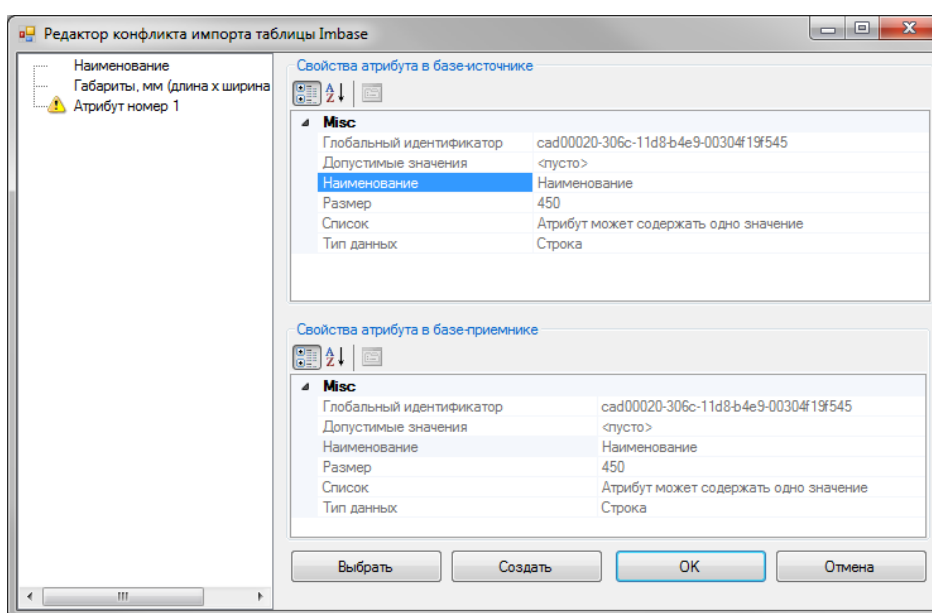 Редактор конфликта импорта таблицы Imbase
Наименование
Габариты, мм (длина x ширина
Атрибут номер 1
Свойства атрибута в базе-источнике
Misc
Глобальный идентификатор cad00020-306c-11d8-b4e9-00304f19f545
Допустимые значения <пусто>
Наименование Наименование
Размер 450
Список Атрибут может содержать одно значение
Тип данных Строка
Свойства атрибута в базе-приемнике
Misc
Глобальный идентификатор cad00020-306c-11d8-b4e9-00304f19f545
Допустимые значения <пусто>
Наименование Наименование
Размер 450
Список Атрибут может содержать одно значение
Тип данных Строка
Выбрать Создать OK Отмена